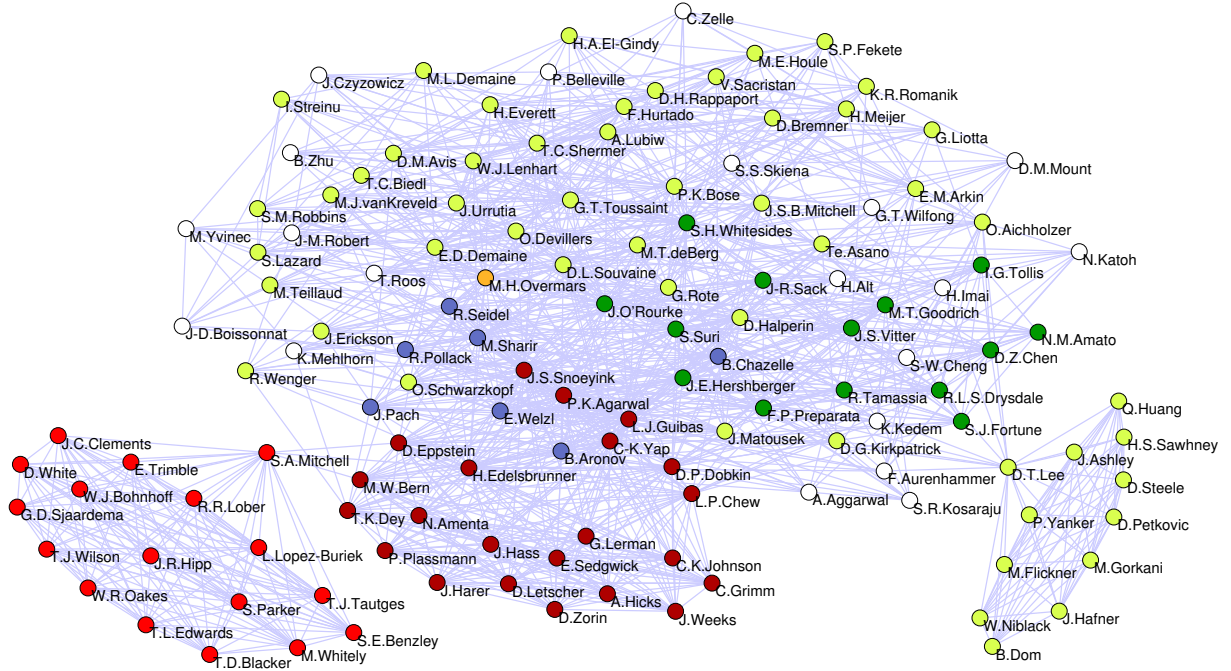 C.Zelle
H.A.El-Gindy
S.P.Fekete
M.E.Houle
J.Czyzowicz
M.L.Demaine
P.Belleville
V.Sacristan
K.R.Romanik
D.H.Rappaport
I.Streinu
H.Everett
F.Hurtado
H.Meijer
D.Bremner
G.Liotta
A.Lubiw
T.C.Shermer
B.Zhu
D.M.Avis
W.J.Lenhart
S.S.Skiena
D.M.Mount
T.C.Biedl
P.K.Bose
E.M.Arkin
M.J.vanKreveld
J.Urrutia
G.T.Toussaint
J.S.B.Mitchell
G.T.Wilfong
S.M.Robbins
S.H.Whitesides
O.Aichholzer
M.Yvinec
J-M.Robert
O.Devillers
M.T.deBerg
Te.Asano
N.Katoh
S.Lazard
E.D.Demaine
D.L.Souvaine
I.G.Tollis
T.Roos
M.H.Overmars
J-R.Sack
H.Alt
H.Imai
M.Teillaud
G.Rote
R.Seidel
J.O'Rourke
M.T.Goodrich
D.Halperin
J-D.Boissonnat
J.Erickson
M.Sharir
S.Suri
J.S.Vitter
N.M.Amato
K.Mehlhorn
R.Pollack
B.Chazelle
S-W.Cheng
D.Z.Chen
R.Wenger
O.Schwarzkopf
J.S.Snoeyink
J.E.Hershberger
P.K.Agarwal
R.Tamassia
R.L.S.Drysdale
J.Pach
E.Welzl
L.J.Guibas
F.P.Preparata
K.Kedem
S.J.Fortune
Q.Huang
J.Matousek
D.G.Kirkpatrick
H.S.Sawhney
J.C.Clements
D.Eppstein
B.Aronov
C-K.Yap
J.Ashley
D.White
E.Trimble
S.A.Mitchell
H.Edelsbrunner
D.P.Dobkin
F.Aurenhammer
D.T.Lee
W.J.Bohnhoff
M.W.Bern
D.Steele
R.R.Lober
L.P.Chew
A.Aggarwal
S.R.Kosaraju
G.D.Sjaardema
T.K.Dey
N.Amenta
P.Yanker
D.Petkovic
T.J.Wilson
J.R.Hipp
L.Lopez-Buriek
P.Plassmann
J.Hass
G.Lerman
E.Sedgwick
C.K.Johnson
M.Flickner
M.Gorkani
W.R.Oakes
S.Parker
T.J.Tautges
J.Harer
D.Letscher
A.Hicks
C.Grimm
D.Zorin
J.Weeks
J.Hafner
W.Niblack
T.L.Edwards
S.E.Benzley
T.D.Blacker
M.Whitely
B.Dom